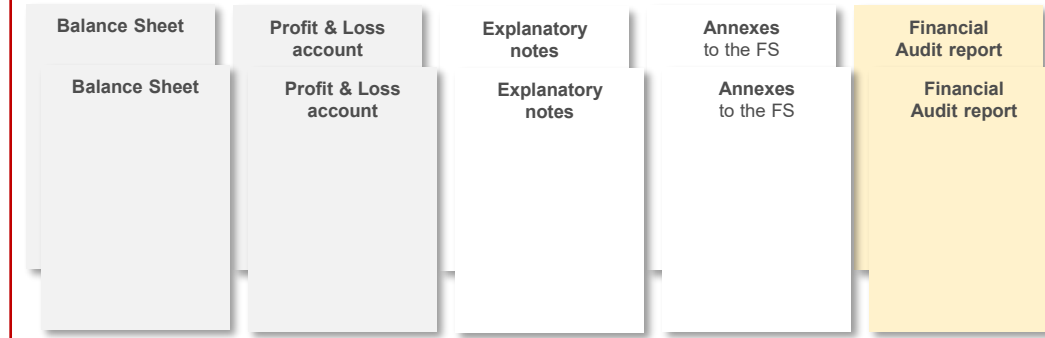 Balance Sheet
Profit & Loss
account
Explanatory
notes
Annexes
to the FS
Financial
Audit report
Balance Sheet
Profit & Loss
account
Explanatory
notes
Annexes
to the FS
Financial
Audit report